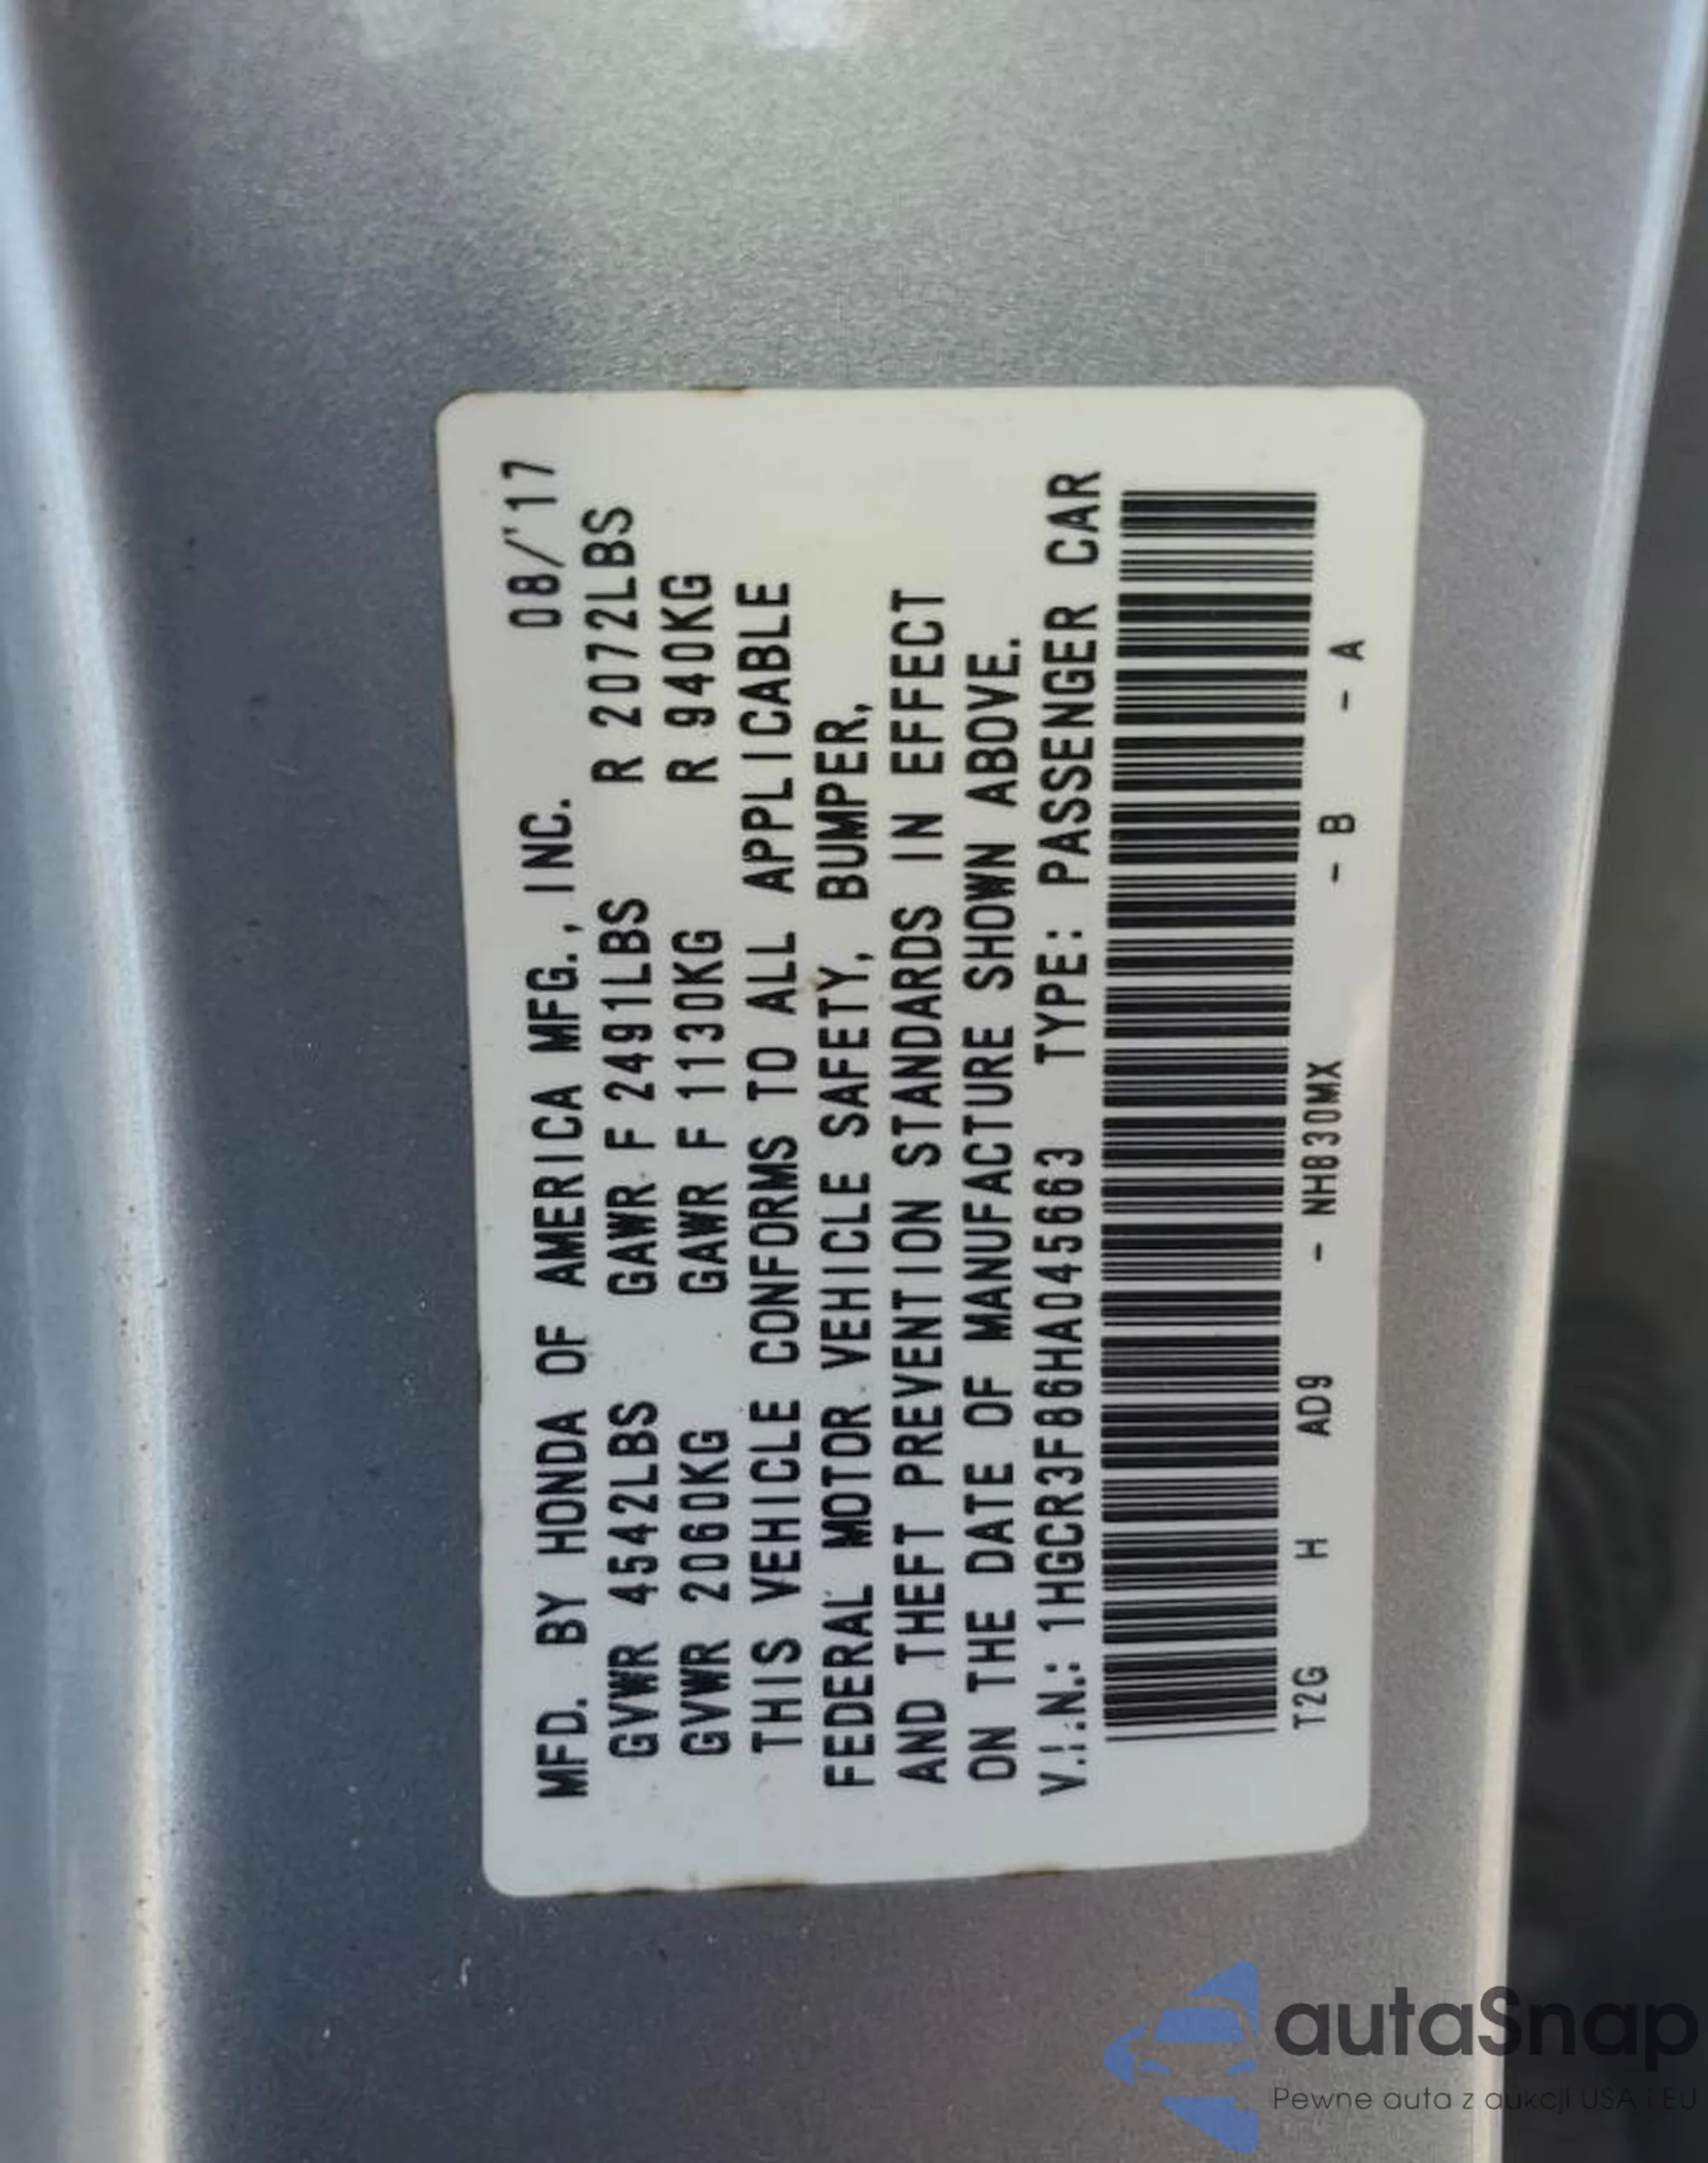 MFD. BY HONDA OF AMERICA MFG., INC. 08/'17
GVWR 4542LBS GAWR F 2491LBS R 2072LBS
GVWR 2060KG GAWR F 1130KG R 940KG
THIS VEHICLE CONFORMS TO ALL APPLICABLE
FEDERAL MOTOR VEHICLE SAFETY, BUMPER,
AND THEFT PREVENTION STANDARDS IN EFFECT
ON THE DATE OF MANUFACTURE SHOWN ABOVE.
V.I.N.: 1HGCR3F86HA045663 TYPE: PASSENGER CAR
T2G H AD9 - NH830MX - B - A
autaSnap
Pewne auta z aukcji USA i EU